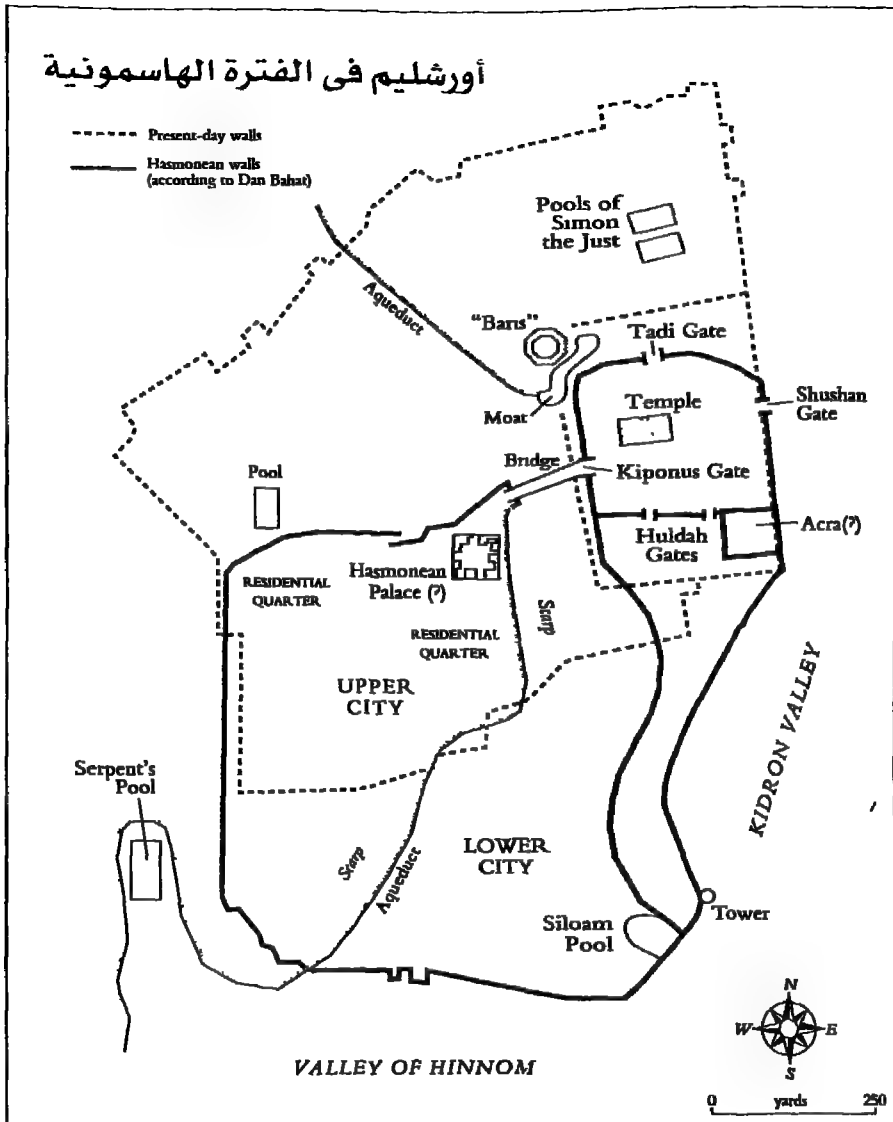 أورشليم فى الفترة الهاسمونية
Present-day walls
Hasmonean walls
(according to Dan Bahat)
Pools of
Simon
the Just
Aqueduct
"Baris"
Tadi Gate
Moat
Temple
Shushan
Gate
Bridge
Kiponus Gate
Pool
Huldah
Gates
Acra(?)
Hasmonean
Palace (?)
RESIDENTIAL
QUARTER
Scarp
RESIDENTIAL
QUARTER
UPPER
CITY
KIDRON VALLEY
Serpent's
Pool
Scarp
Aqueduct
LOWER
CITY
Siloam
Pool
Tower
N
W E
S
VALLEY OF HINNOM
0 yards 250